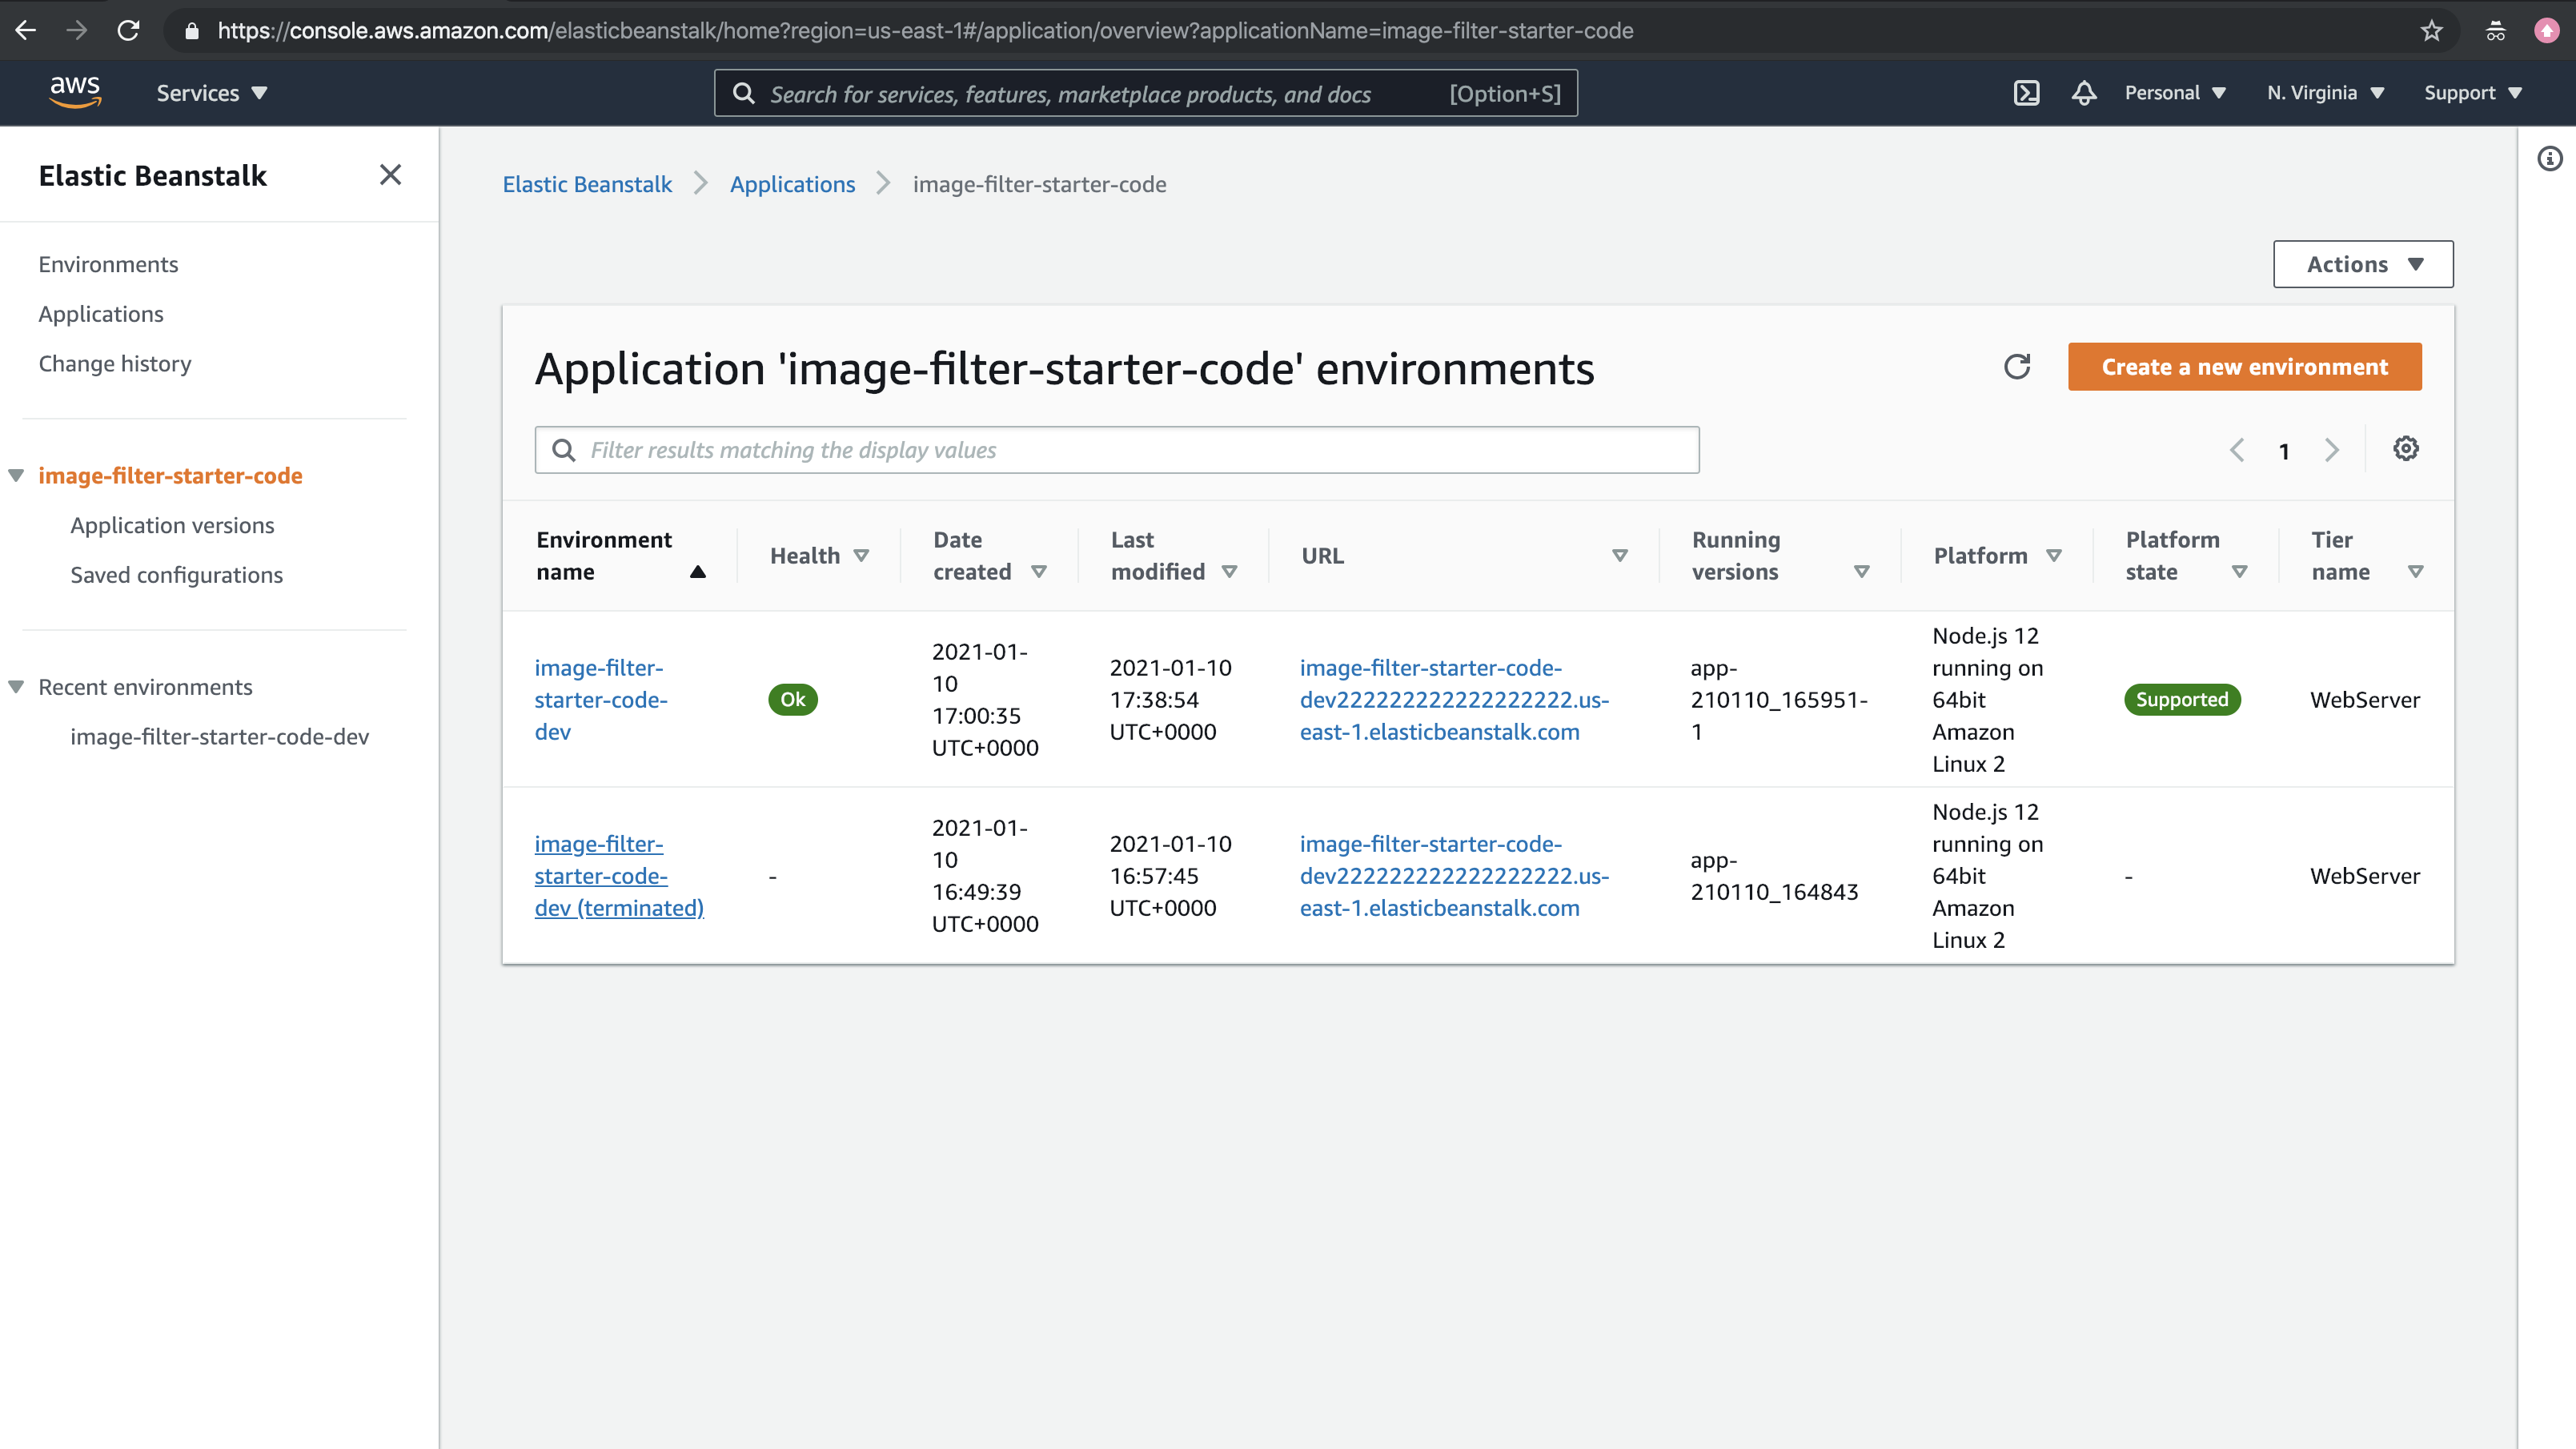 https://console.aws.amazon.com/elasticbeanstalk/home?region=us-east-1#/application/overview?applicationName=image-filter-starter-code
aws
Services
Search for services, features, marketplace products, and docs
[Option+S]
Personal
N. Virginia
Support
Elastic Beanstalk
Environments
Applications
Change history
image-filter-starter-code
Application versions
Saved configurations
Recent environments
image-filter-starter-code-dev
Elastic Beanstalk
Applications
image-filter-starter-code
Actions
Application 'image-filter-starter-code' environments
Create a new environment
Filter results matching the display values
1
Environment
name
Health
Date
created
Last
modified
URL
Running
versions
Platform
Platform
state
Tier
name
image-filter-
starter-code-
dev
Ok
2021-01-
10
17:00:35
UTC+0000
2021-01-10
17:38:54
UTC+0000
image-filter-starter-code-
dev222222222222222222.us-
east-1.elasticbeanstalk.com
app-
210110_165951-
1
Node.js 12
running on
64bit
Amazon
Linux 2
Supported
WebServer
image-filter-
starter-code-
dev (terminated)
-
2021-01-
10
16:49:39
UTC+0000
2021-01-10
16:57:45
UTC+0000
image-filter-starter-code-
dev222222222222222222.us-
east-1.elasticbeanstalk.com
app-
210110_164843
Node.js 12
running on
64bit
Amazon
Linux 2
-
WebServer